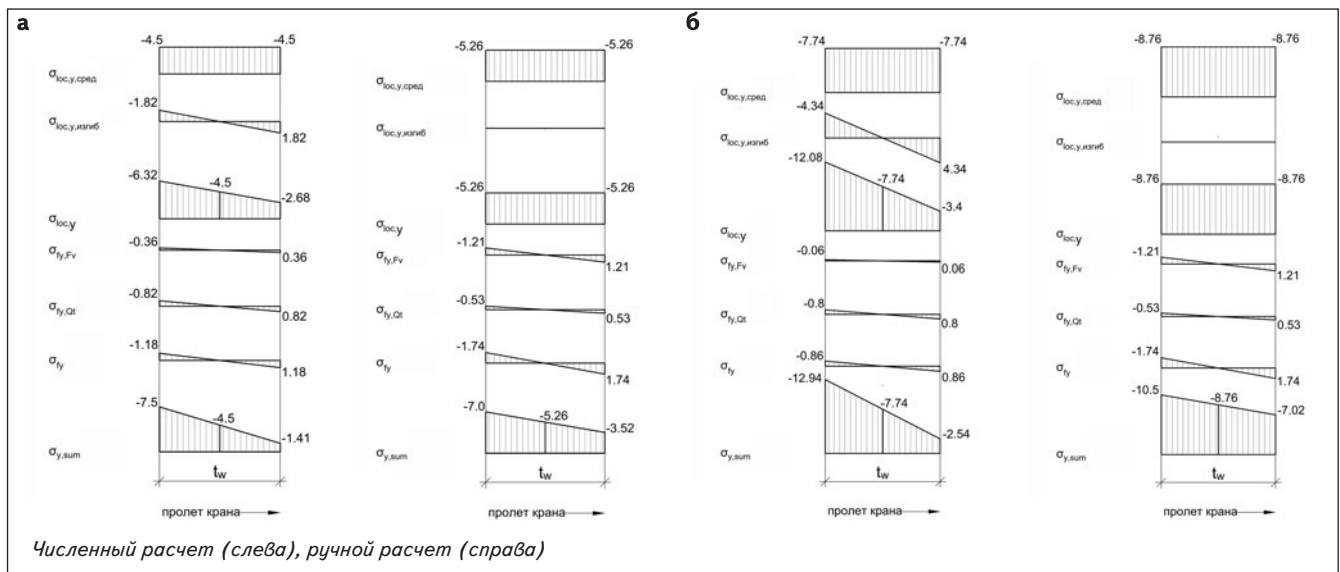 а
-4.5 -4.5
σloc,y,сред
-1.82
σloc,y,изгиб
1.82
-6.32
-4.5
-2.68
σloc,y
-0.36
σfy,Fv
0.36
-0.82
σfy,Qt
0.82
-1.18
σfy
1.18
-7.5
-4.5
-1.41
σy,sum
tw
пролет крана
-5.26 -5.26
σloc,y,сред
σloc,y,изгиб
-5.26 -5.26
σloc,y
-1.21
σfy,Fv
1.21
-0.53
σfy,Qt
0.53
-1.74
σfy
1.74
-7.0
-5.26
-3.52
σy,sum
tw
пролет крана
б
-7.74 -7.74
σloc,y,сред
-4.34
σloc,y,изгиб
4.34
-12.08
-7.74
-3.4
σloc,y
-0.06
σfy,Fv
0.06
-0.8
σfy,Qt
0.8
-0.86
σfy
0.86
-12.94
-7.74
-2.54
σy,sum
tw
пролет крана
-8.76 -8.76
σloc,y,сред
σloc,y,изгиб
-8.76 -8.76
σloc,y
-1.21
σfy,Fv
1.21
-0.53
σfy,Qt
0.53
-1.74
σfy
1.74
-10.5
-8.76
-7.02
σy,sum
tw
пролет крана
Численный расчет (слева), ручной расчет (справа)